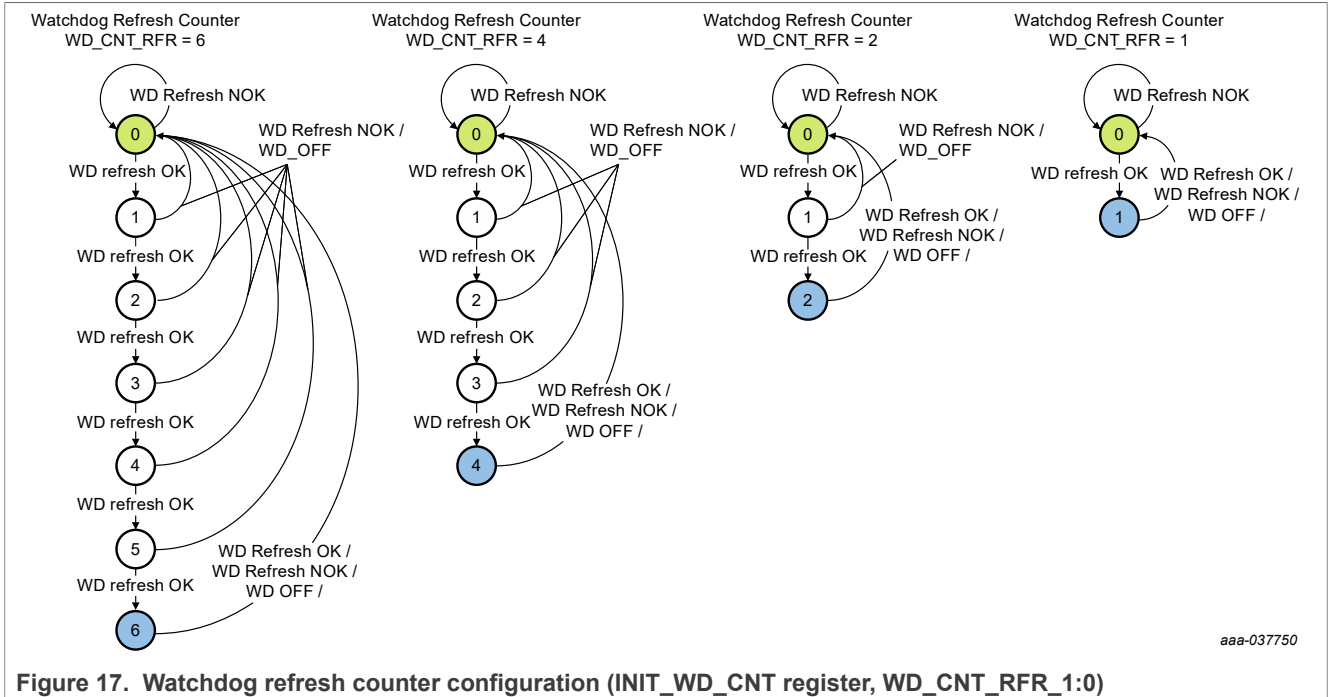 Watchdog Refresh Counter
WD_CNT_RFR = 6
WD Refresh NOK
0
WD Refresh NOK /
WD_OFF
WD refresh OK
1
WD refresh OK
2
WD refresh OK
3
WD refresh OK
4
WD refresh OK
5
WD Refresh OK /
WD Refresh NOK /
WD OFF /
WD refresh OK
6
Watchdog Refresh Counter
WD_CNT_RFR = 4
WD Refresh NOK
0
WD Refresh NOK /
WD_OFF
WD refresh OK
1
WD refresh OK
2
WD refresh OK
3
WD Refresh OK /
WD Refresh NOK /
WD OFF /
WD refresh OK
4
Watchdog Refresh Counter
WD_CNT_RFR = 2
WD Refresh NOK
0
WD Refresh NOK /
WD_OFF
WD refresh OK
1
WD Refresh OK /
WD Refresh NOK /
WD OFF /
WD refresh OK
2
Watchdog Refresh Counter
WD_CNT_RFR = 1
WD Refresh NOK
0
WD refresh OK
WD Refresh OK /
WD Refresh NOK /
WD OFF /
1
aaa-037750
Figure 17. Watchdog refresh counter configuration (INIT_WD_CNT register, WD_CNT_RFR_1:0)